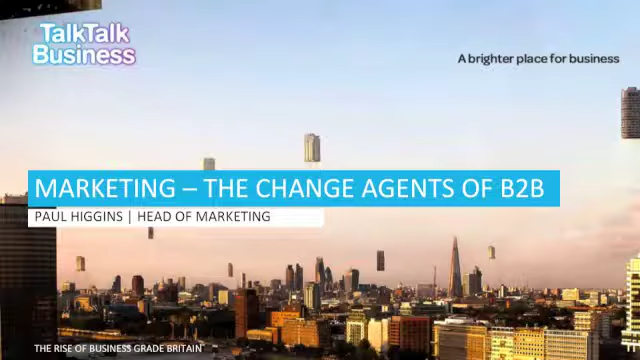 TalkTalk
Business
A brighter place for business
MARKETING – THE CHANGE AGENTS OF B2B
PAUL HIGGINS | HEAD OF MARKETING
THE RISE OF BUSINESS GRADE BRITAIN